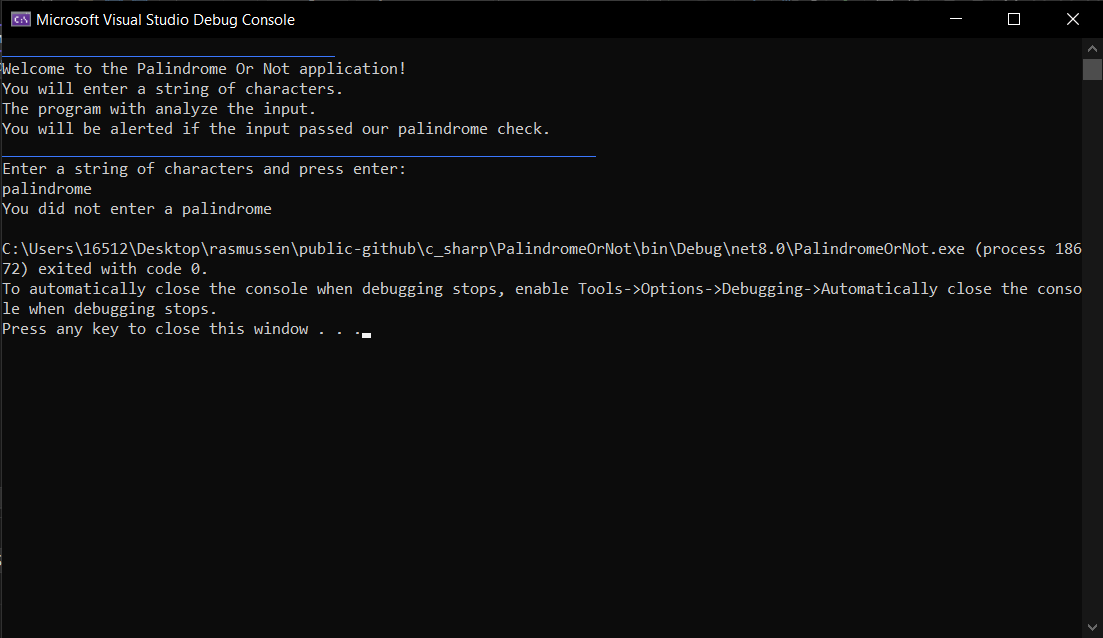 Microsoft Visual Studio Debug Console
Welcome to the Palindrome Or Not application!
You will enter a string of characters.
The program with analyze the input.
You will be alerted if the input passed our palindrome check.
Enter a string of characters and press enter:
palindrome
You did not enter a palindrome
C:\Users\16512\Desktop\rasmussen\public-github\c_sharp\PalindromeOrNot\bin\Debug\net8.0\PalindromeOrNot.exe (process 186
72) exited with code 0.
To automatically close the console when debugging stops, enable Tools->Options->Debugging->Automatically close the conso
le when debugging stops.
Press any key to close this window . . .